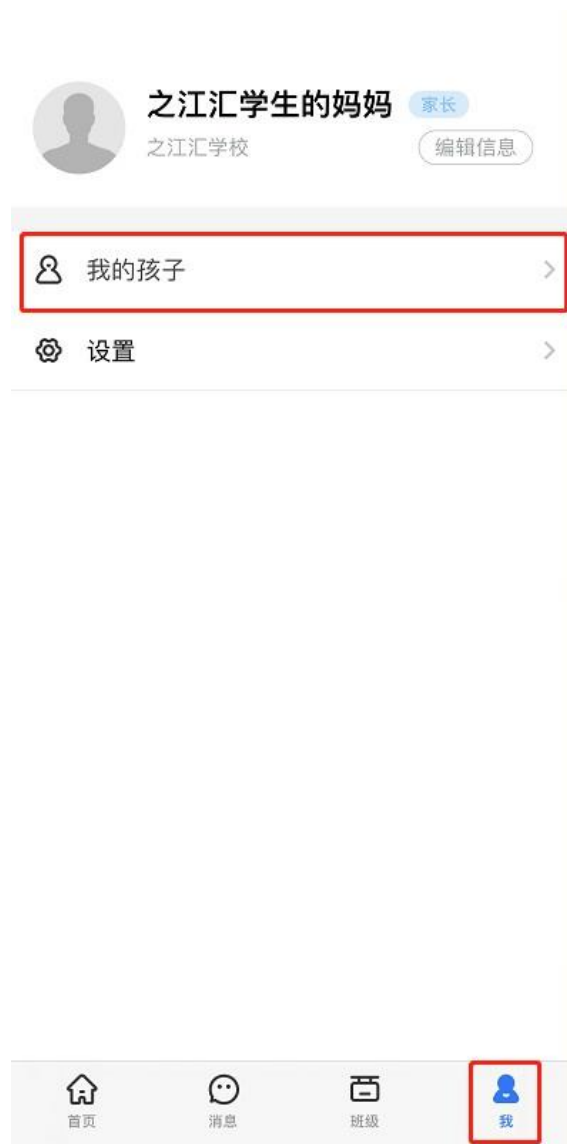 之江汇学生的妈妈 家长
之江汇学校 编辑信息
我的孩子
设置
首页 消息 班级 我